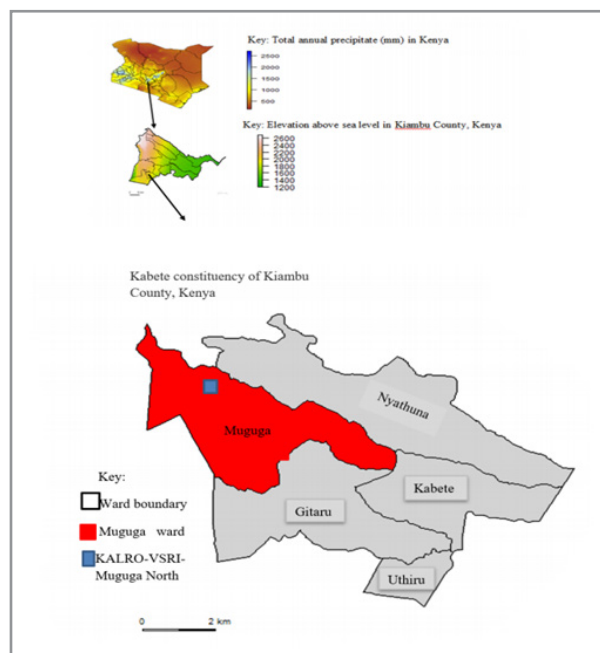 Key: Total annual precipitate (mm) in Kenya
2500
2000
1500
1000
500
Key: Elevation above sea level in Kiambu County, Kenya
2600
2400
2200
2000
1800
1600
1400
1200
Kabete constituency of Kiambu
County, Kenya
Nyathuna
Muguga
Kabete
Gitaru
Uthiru
Key:
Ward boundary
Muguga ward
KALRO-VSRI-
Muguga North
0 2 km